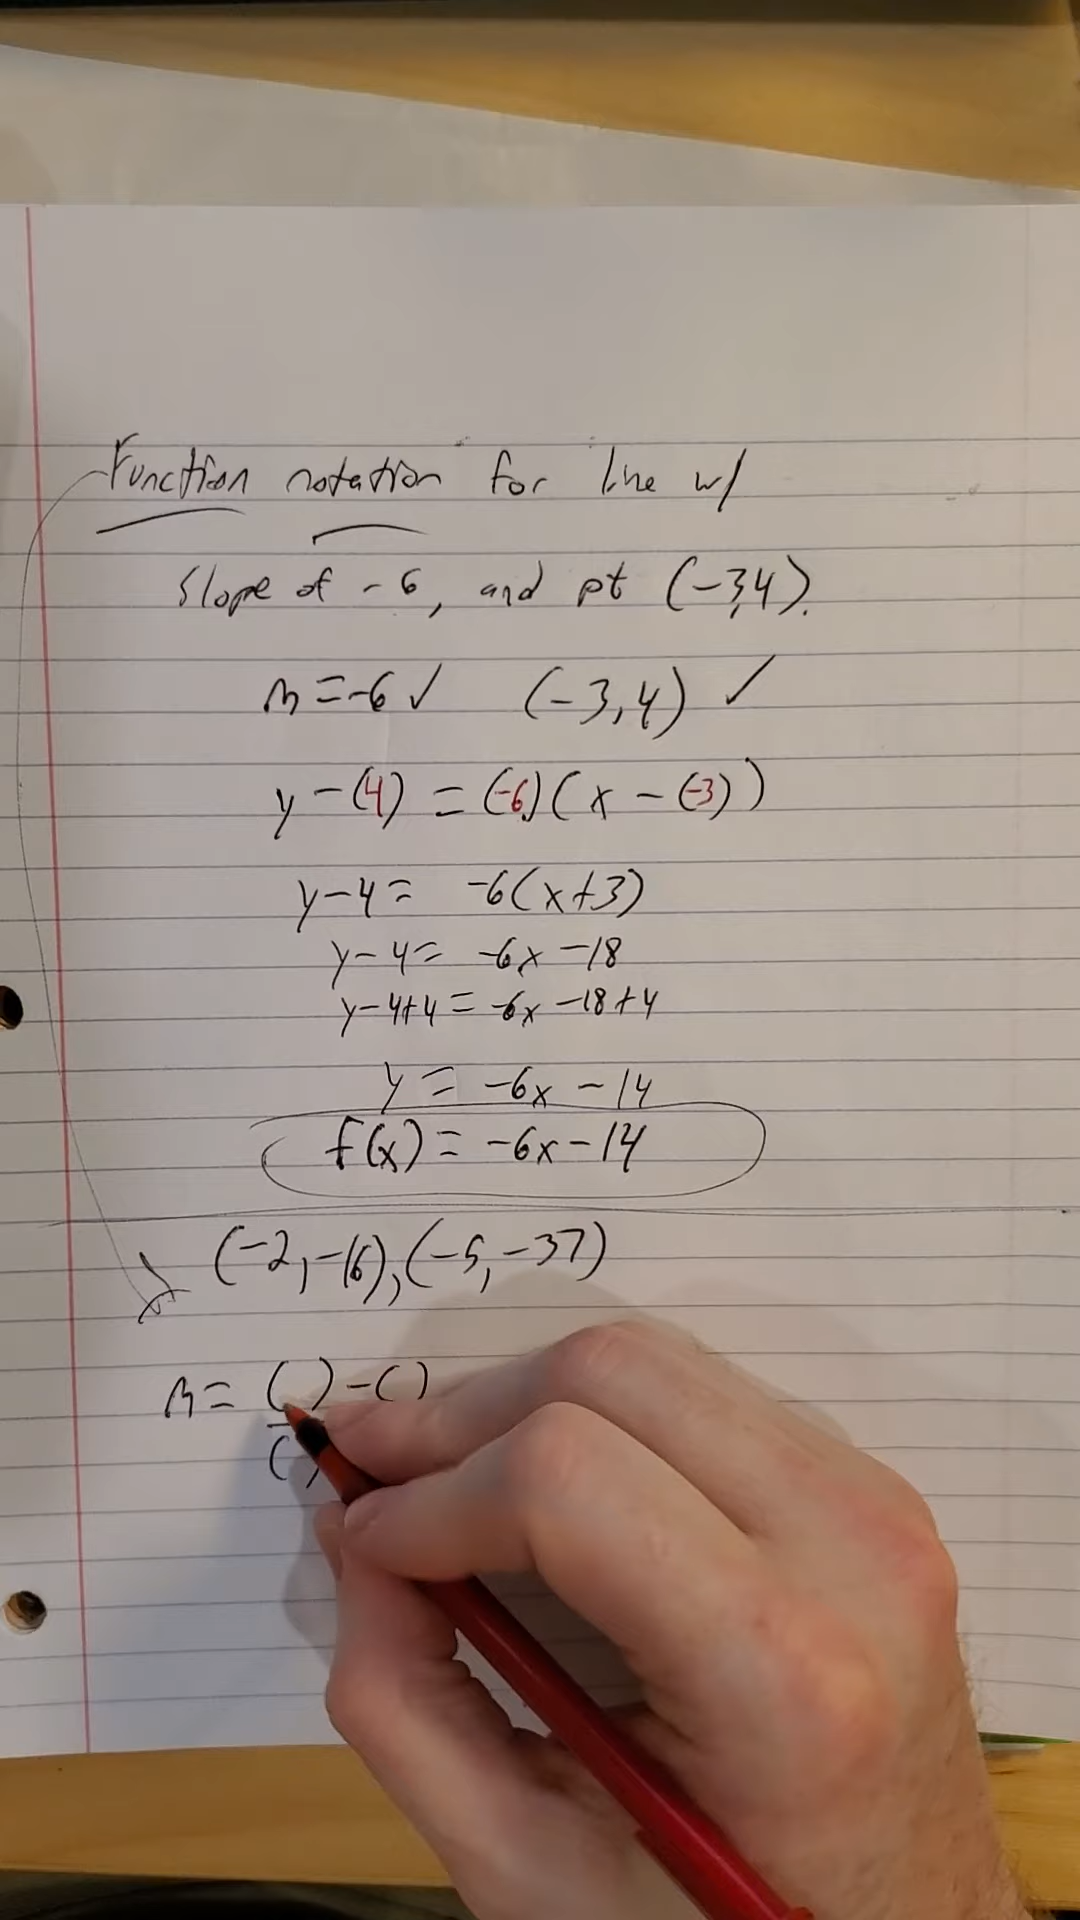 Function notation for line w/
slope of -6, and pt (-3,4).
m=-6✓ (-3,4) ✓
y-(4) = (-6)(x-(-3))
y-4= -6(x+3)
y-4= -6x-18
y-4+4=-6x-18+4
y = -6x-14
f(x) = -6x-14
(-2,-16),(-5,-37)
m= ( )-( )
( )